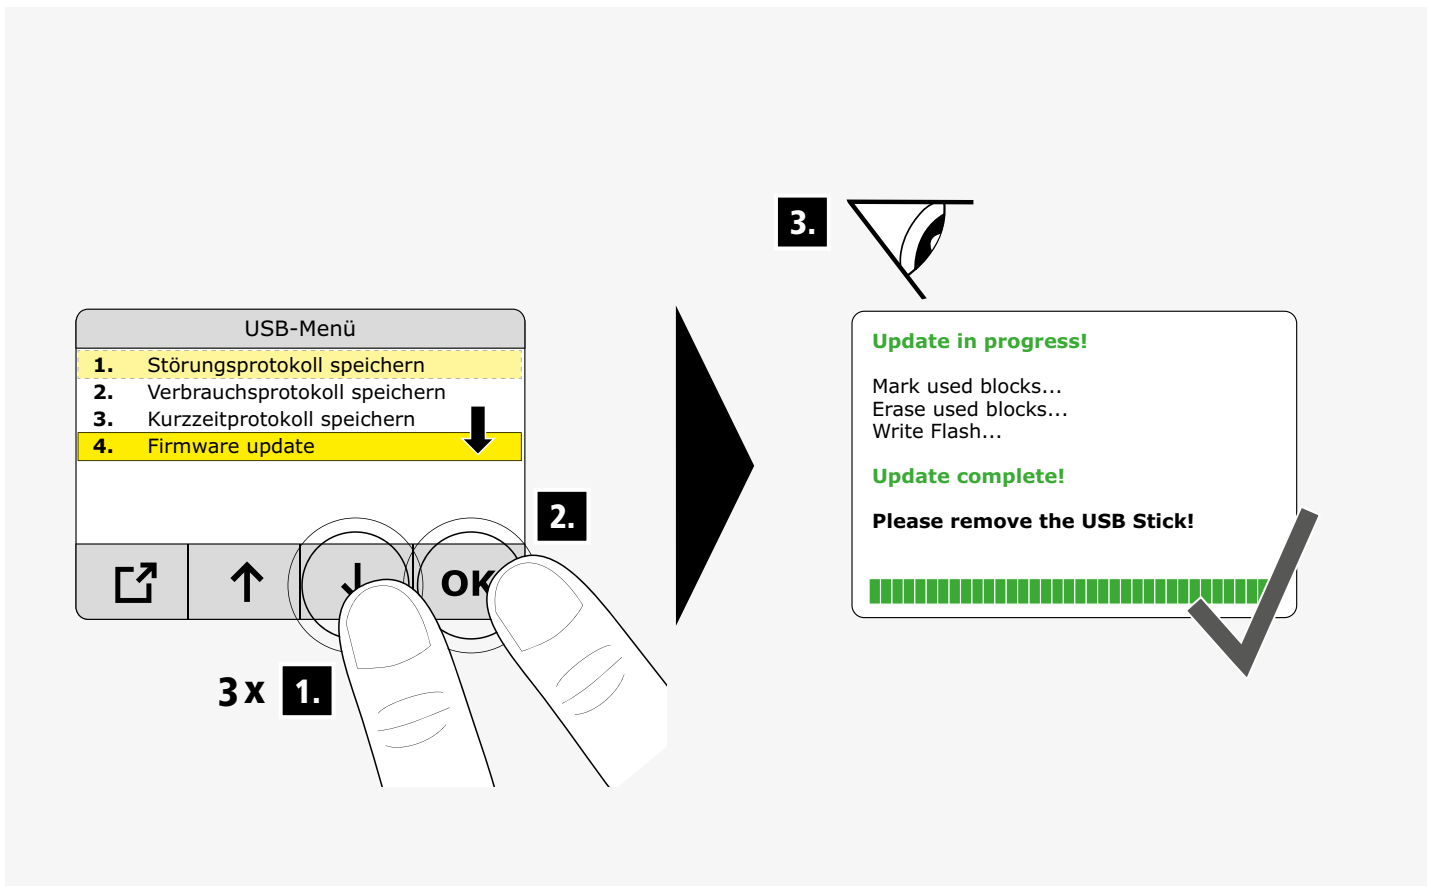 USB-Menü
1. Störungsprotokoll speichern
2. Verbrauchsprotokoll speichern
3. Kurzzeitprotokoll speichern
4. Firmware update
OK
2.
3 x 1.
3.
Update in progress!
Mark used blocks...
Erase used blocks...
Write Flash...
Update complete!
Please remove the USB Stick!